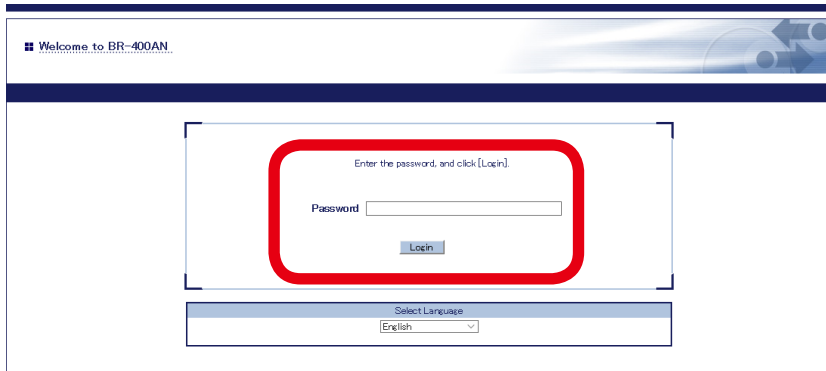 Welcome to BR-400AN
Enter the password, and click [Login].
Password
Login
Select Language
English